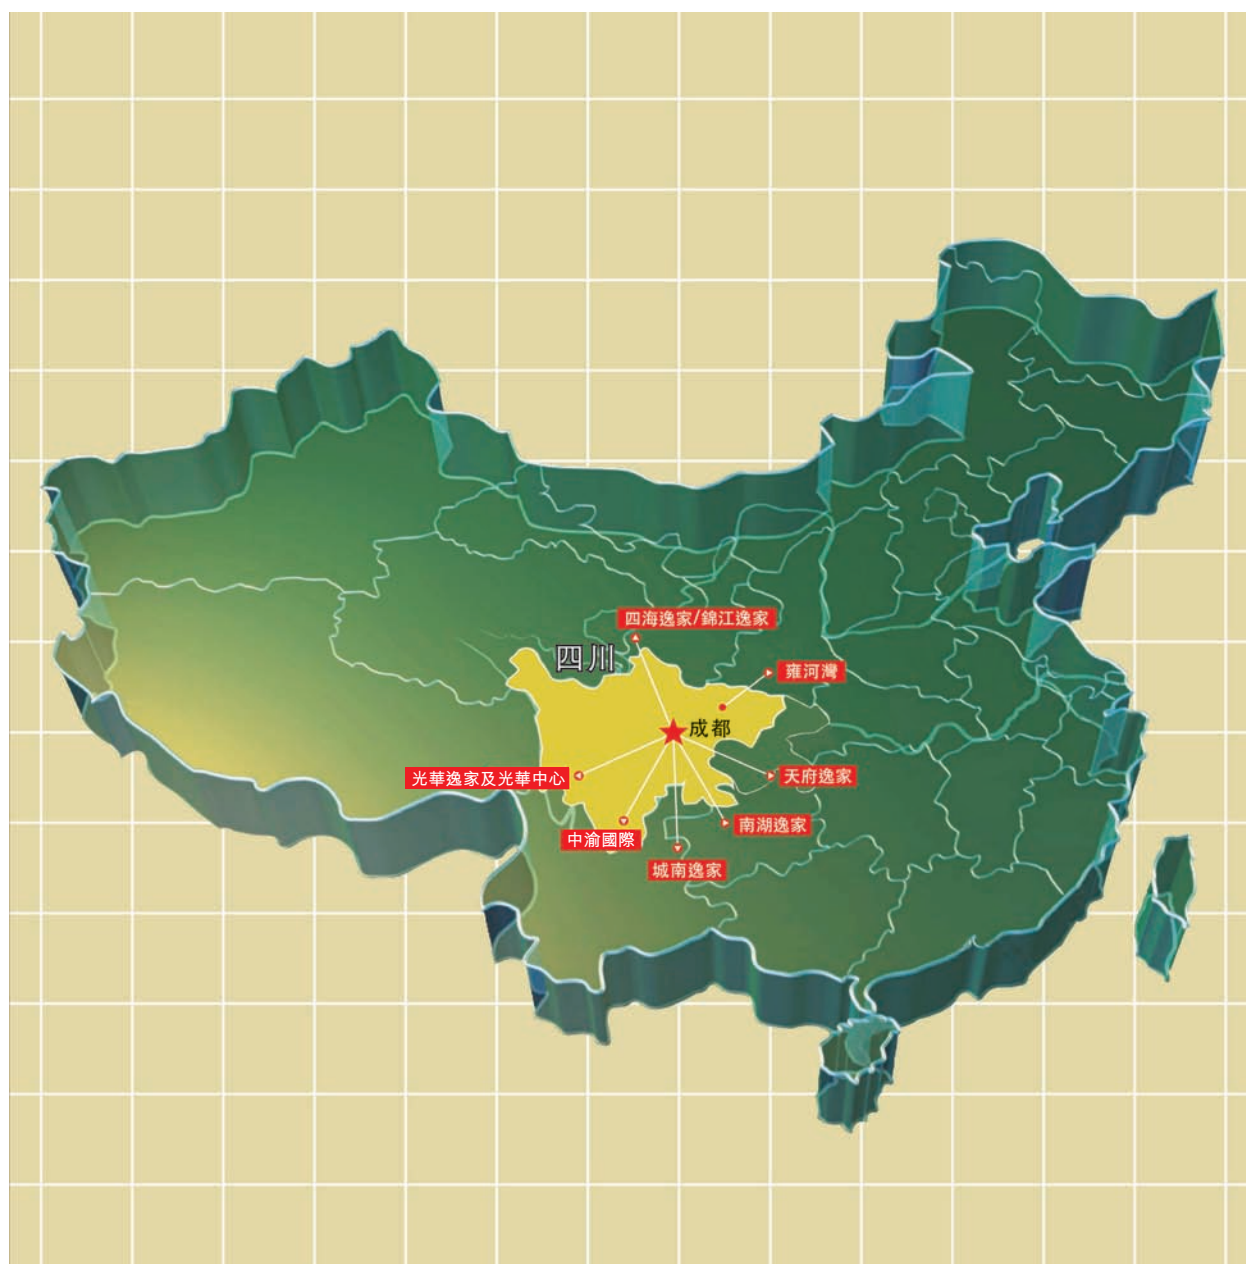 四海逸家/錦江逸家
四川
雍河灣
成都
光華逸家及光華中心
天府逸家
南湖逸家
中渝國際
城南逸家